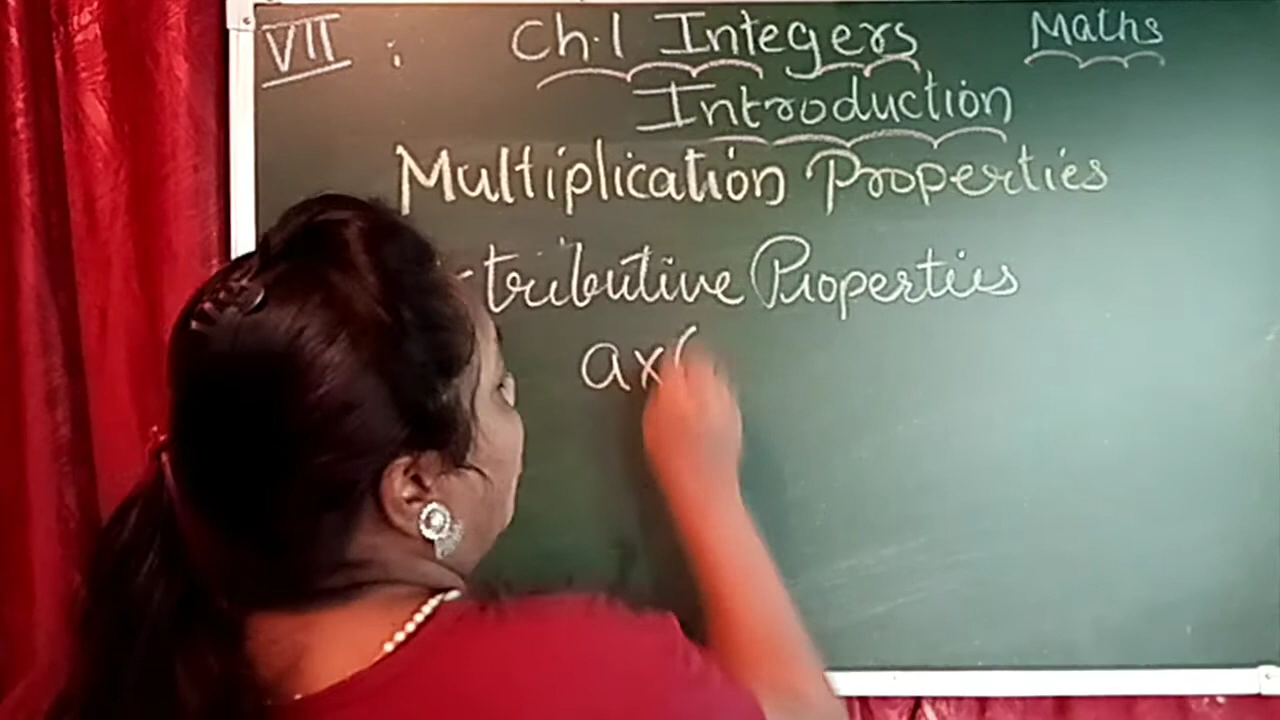 VII : Ch.1 Integers Maths
Introduction
Multiplication Properties
tributive Properties
ax(